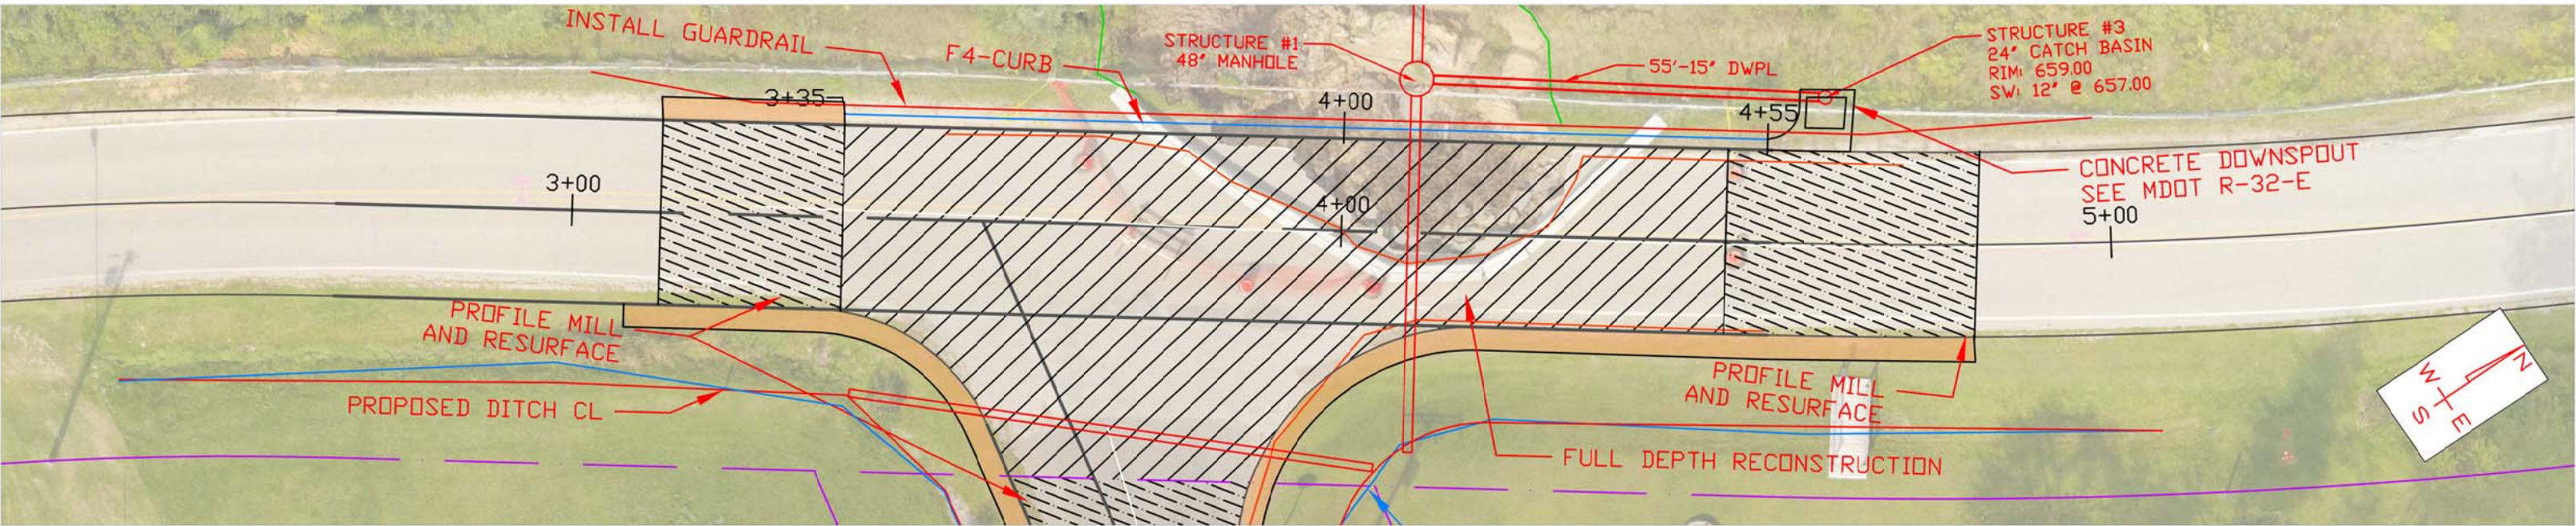 INSTALL GUARDRAIL
F4-CURB
STRUCTURE #1
48" MANHOLE
55'-15" DWPL
STRUCTURE #3
24" CATCH BASIN
RIM: 659.00
SW: 12" @ 657.00
3+35
4+00
4+55
CONCRETE DOWNSPOUT
SEE MDOT R-32-E
3+00
4+00
5+00
PROFILE MILL
AND RESURFACE
PROPOSED DITCH CL
PROFILE MILL
AND RESURFACE
FULL DEPTH RECONSTRUCTION
N
W
E
S